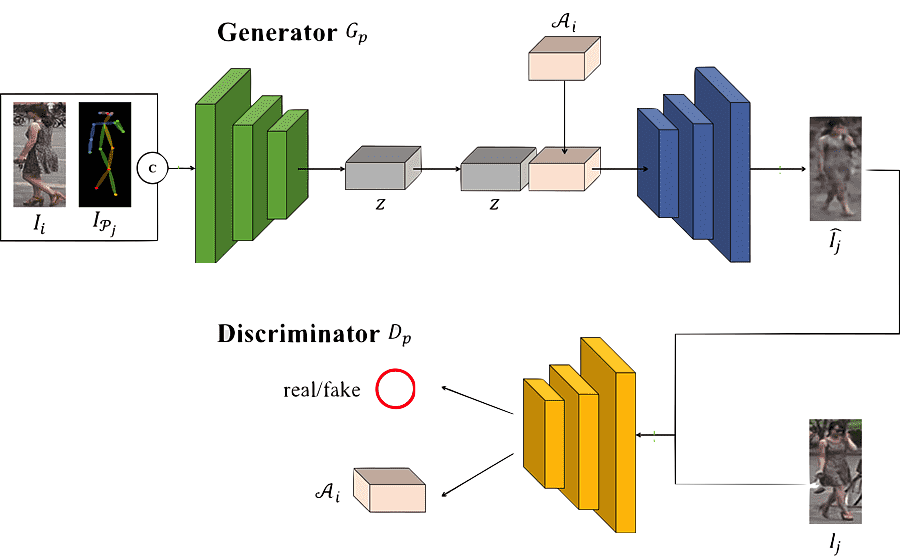 Generator G_p
𝒜_i
c
I_i
I_𝒫_j
z
z
Î_j
Discriminator D_p
real/fake
𝒜_i
I_j